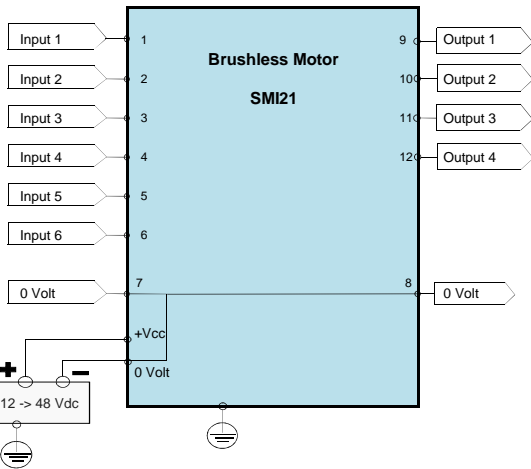 Brushless Motor
SMI21
Input 1
1
Input 2
2
Input 3
3
Input 4
4
Input 5
5
Input 6
6
0 Volt
7
9
Output 1
10
Output 2
11
Output 3
12
Output 4
8
0 Volt
+Vcc
0 Volt
+ −
12 -> 48 Vdc